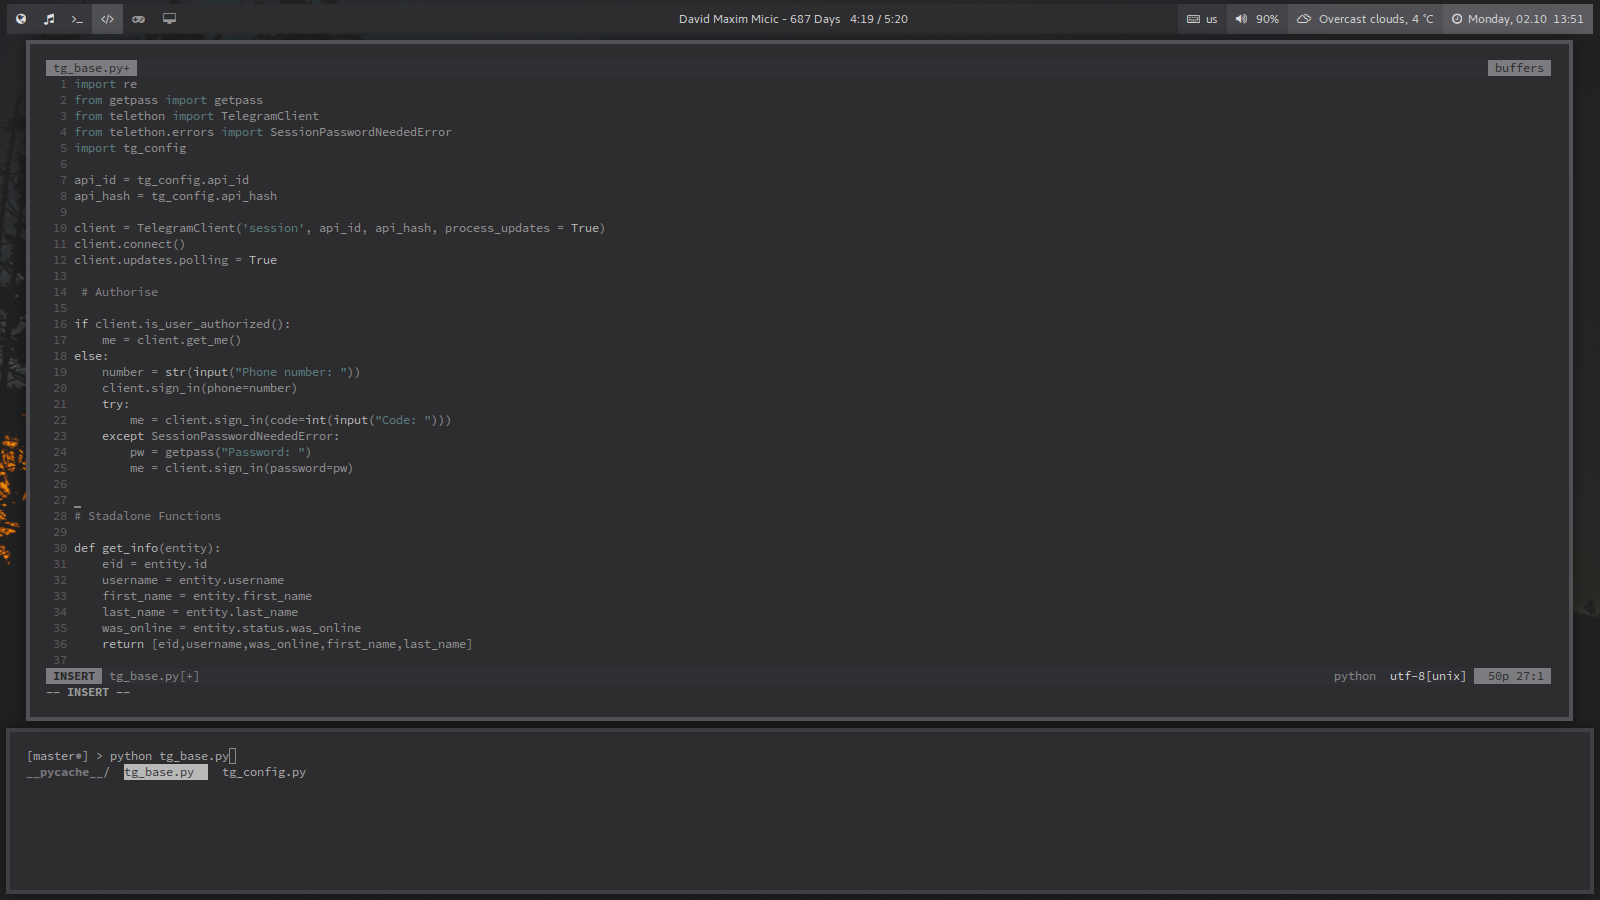 David Maxim Micic - 687 Days 4:19 / 5:20
us 90% Overcast clouds, 4 °C Monday, 02.10 13:51
tg_base.py+ buffers
1 import re
2 from getpass import getpass
3 from telethon import TelegramClient
4 from telethon.errors import SessionPasswordNeededError
5 import tg_config
6
7 api_id = tg_config.api_id
8 api_hash = tg_config.api_hash
9
10 client = TelegramClient('session', api_id, api_hash, process_updates = True)
11 client.connect()
12 client.updates.polling = True
13
14  # Authorise
15
16 if client.is_user_authorized():
17     me = client.get_me()
18 else:
19     number = str(input("Phone number: "))
20     client.sign_in(phone=number)
21     try:
22         me = client.sign_in(code=int(input("Code: ")))
23     except SessionPasswordNeededError:
24         pw = getpass("Password: ")
25         me = client.sign_in(password=pw)
26
27
28 # Stadalone Functions
29
30 def get_info(entity):
31     eid = entity.id
32     username = entity.username
33     first_name = entity.first_name
34     last_name = entity.last_name
35     was_online = entity.status.was_online
36     return [eid,username,was_online,first_name,last_name]
37
INSERT tg_base.py[+] python utf-8[unix] 50p 27:1
-- INSERT --
[master●] > python tg_base.py
__pycache__/ tg_base.py tg_config.py